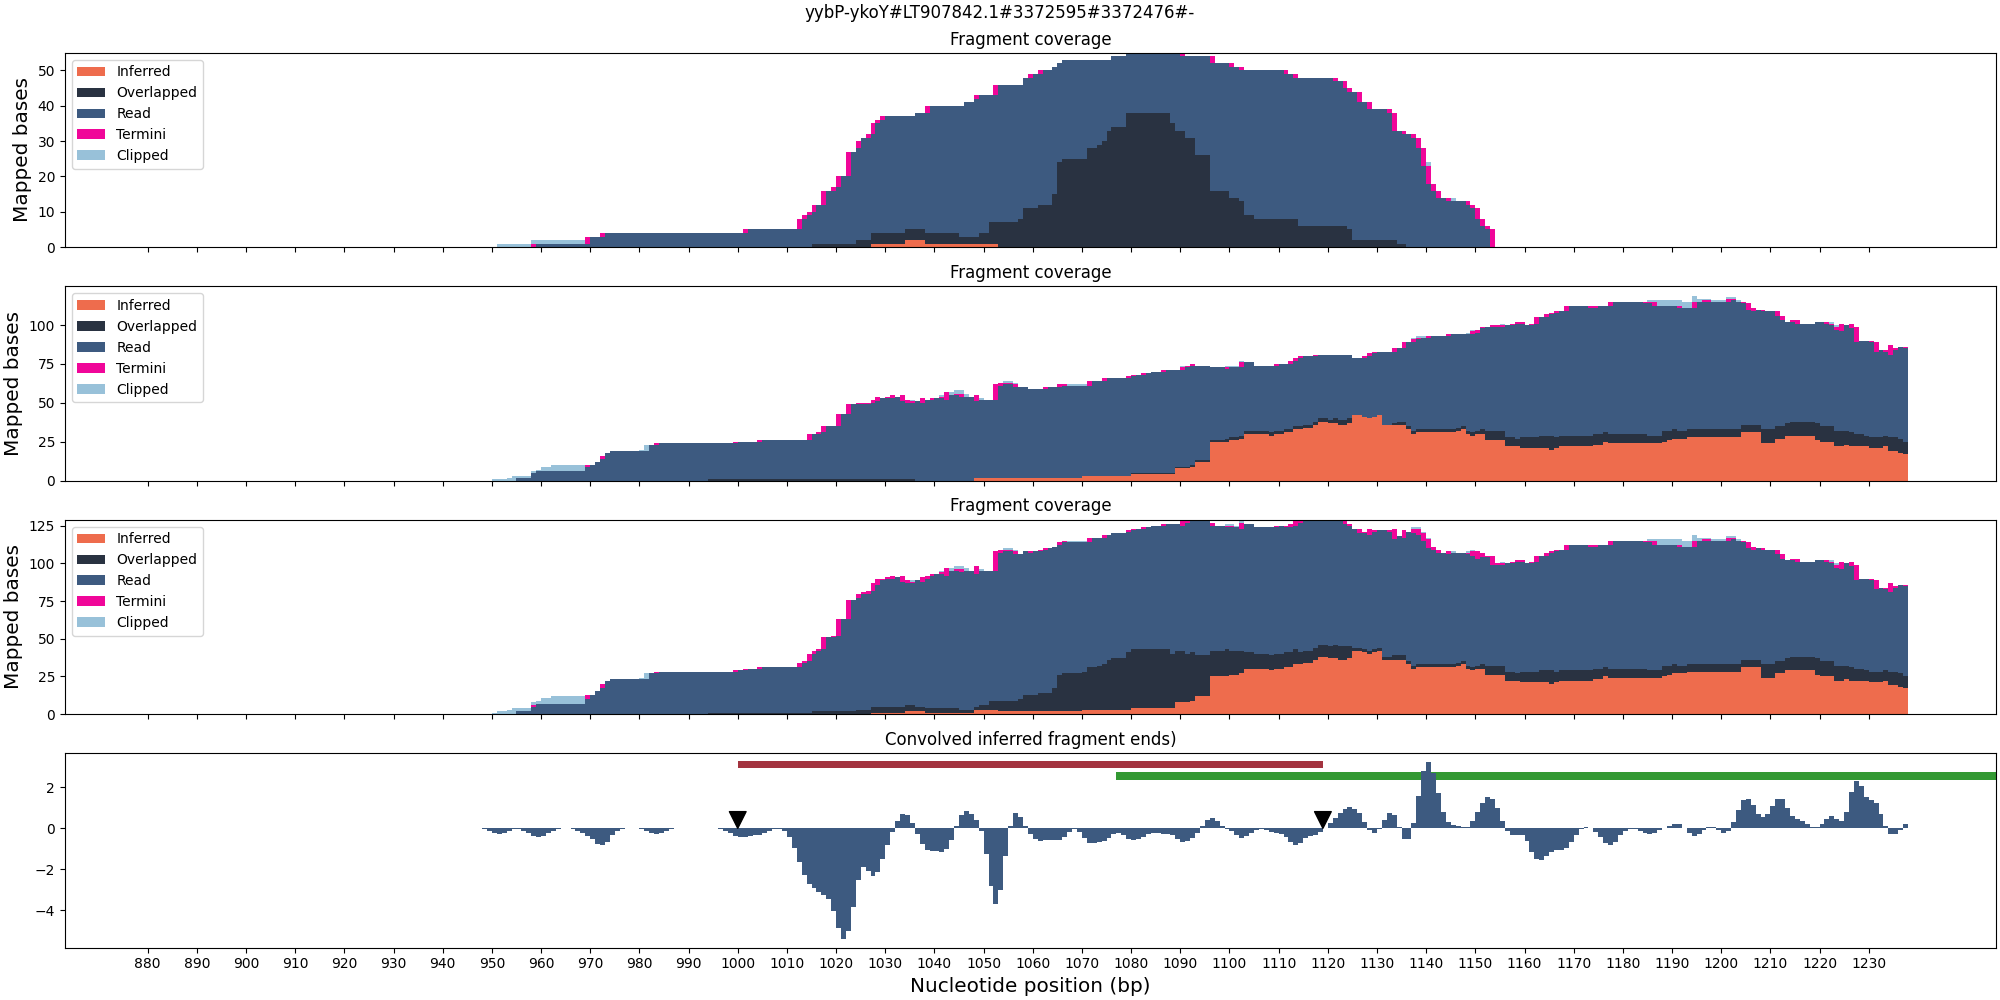 yybP-ykoY#LT907842.1#3372595#3372476#-
Fragment coverage
Mapped bases
50
40
30
20
10
0
Inferred
Overlapped
Read
Termini
Clipped
Fragment coverage
Mapped bases
100
75
50
25
0
Inferred
Overlapped
Read
Termini
Clipped
Fragment coverage
Mapped bases
125
100
75
50
25
0
Inferred
Overlapped
Read
Termini
Clipped
Convolved inferred fragment ends)
2
0
−2
−4
880 890 900 910 920 930 940 950 960 970 980 990 1000 1010 1020 1030 1040 1050 1060 1070 1080 1090 1100 1110 1120 1130 1140 1150 1160 1170 1180 1190 1200 1210 1220 1230
Nucleotide position (bp)